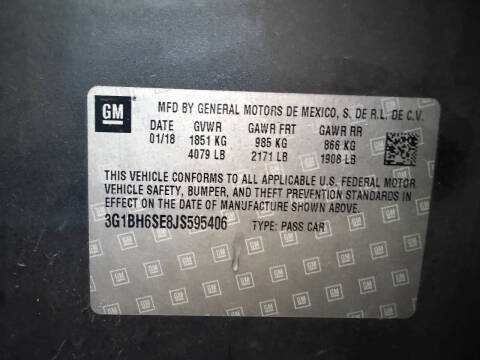 GM
MFD BY GENERAL MOTORS DE MEXICO, S. DE R.L. DE C.V.
DATE GVWR GAWR FRT GAWR RR
01/18 1851 KG 985 KG 866 KG
4079 LB 2171 LB 1908 LB
THIS VEHICLE CONFORMS TO ALL APPLICABLE U.S. FEDERAL MOTOR
VEHICLE SAFETY, BUMPER, AND THEFT PREVENTION STANDARDS IN
EFFECT ON THE DATE OF MANUFACTURE SHOWN ABOVE.
3G1BH6SE8JS595406 TYPE: PASS CAR